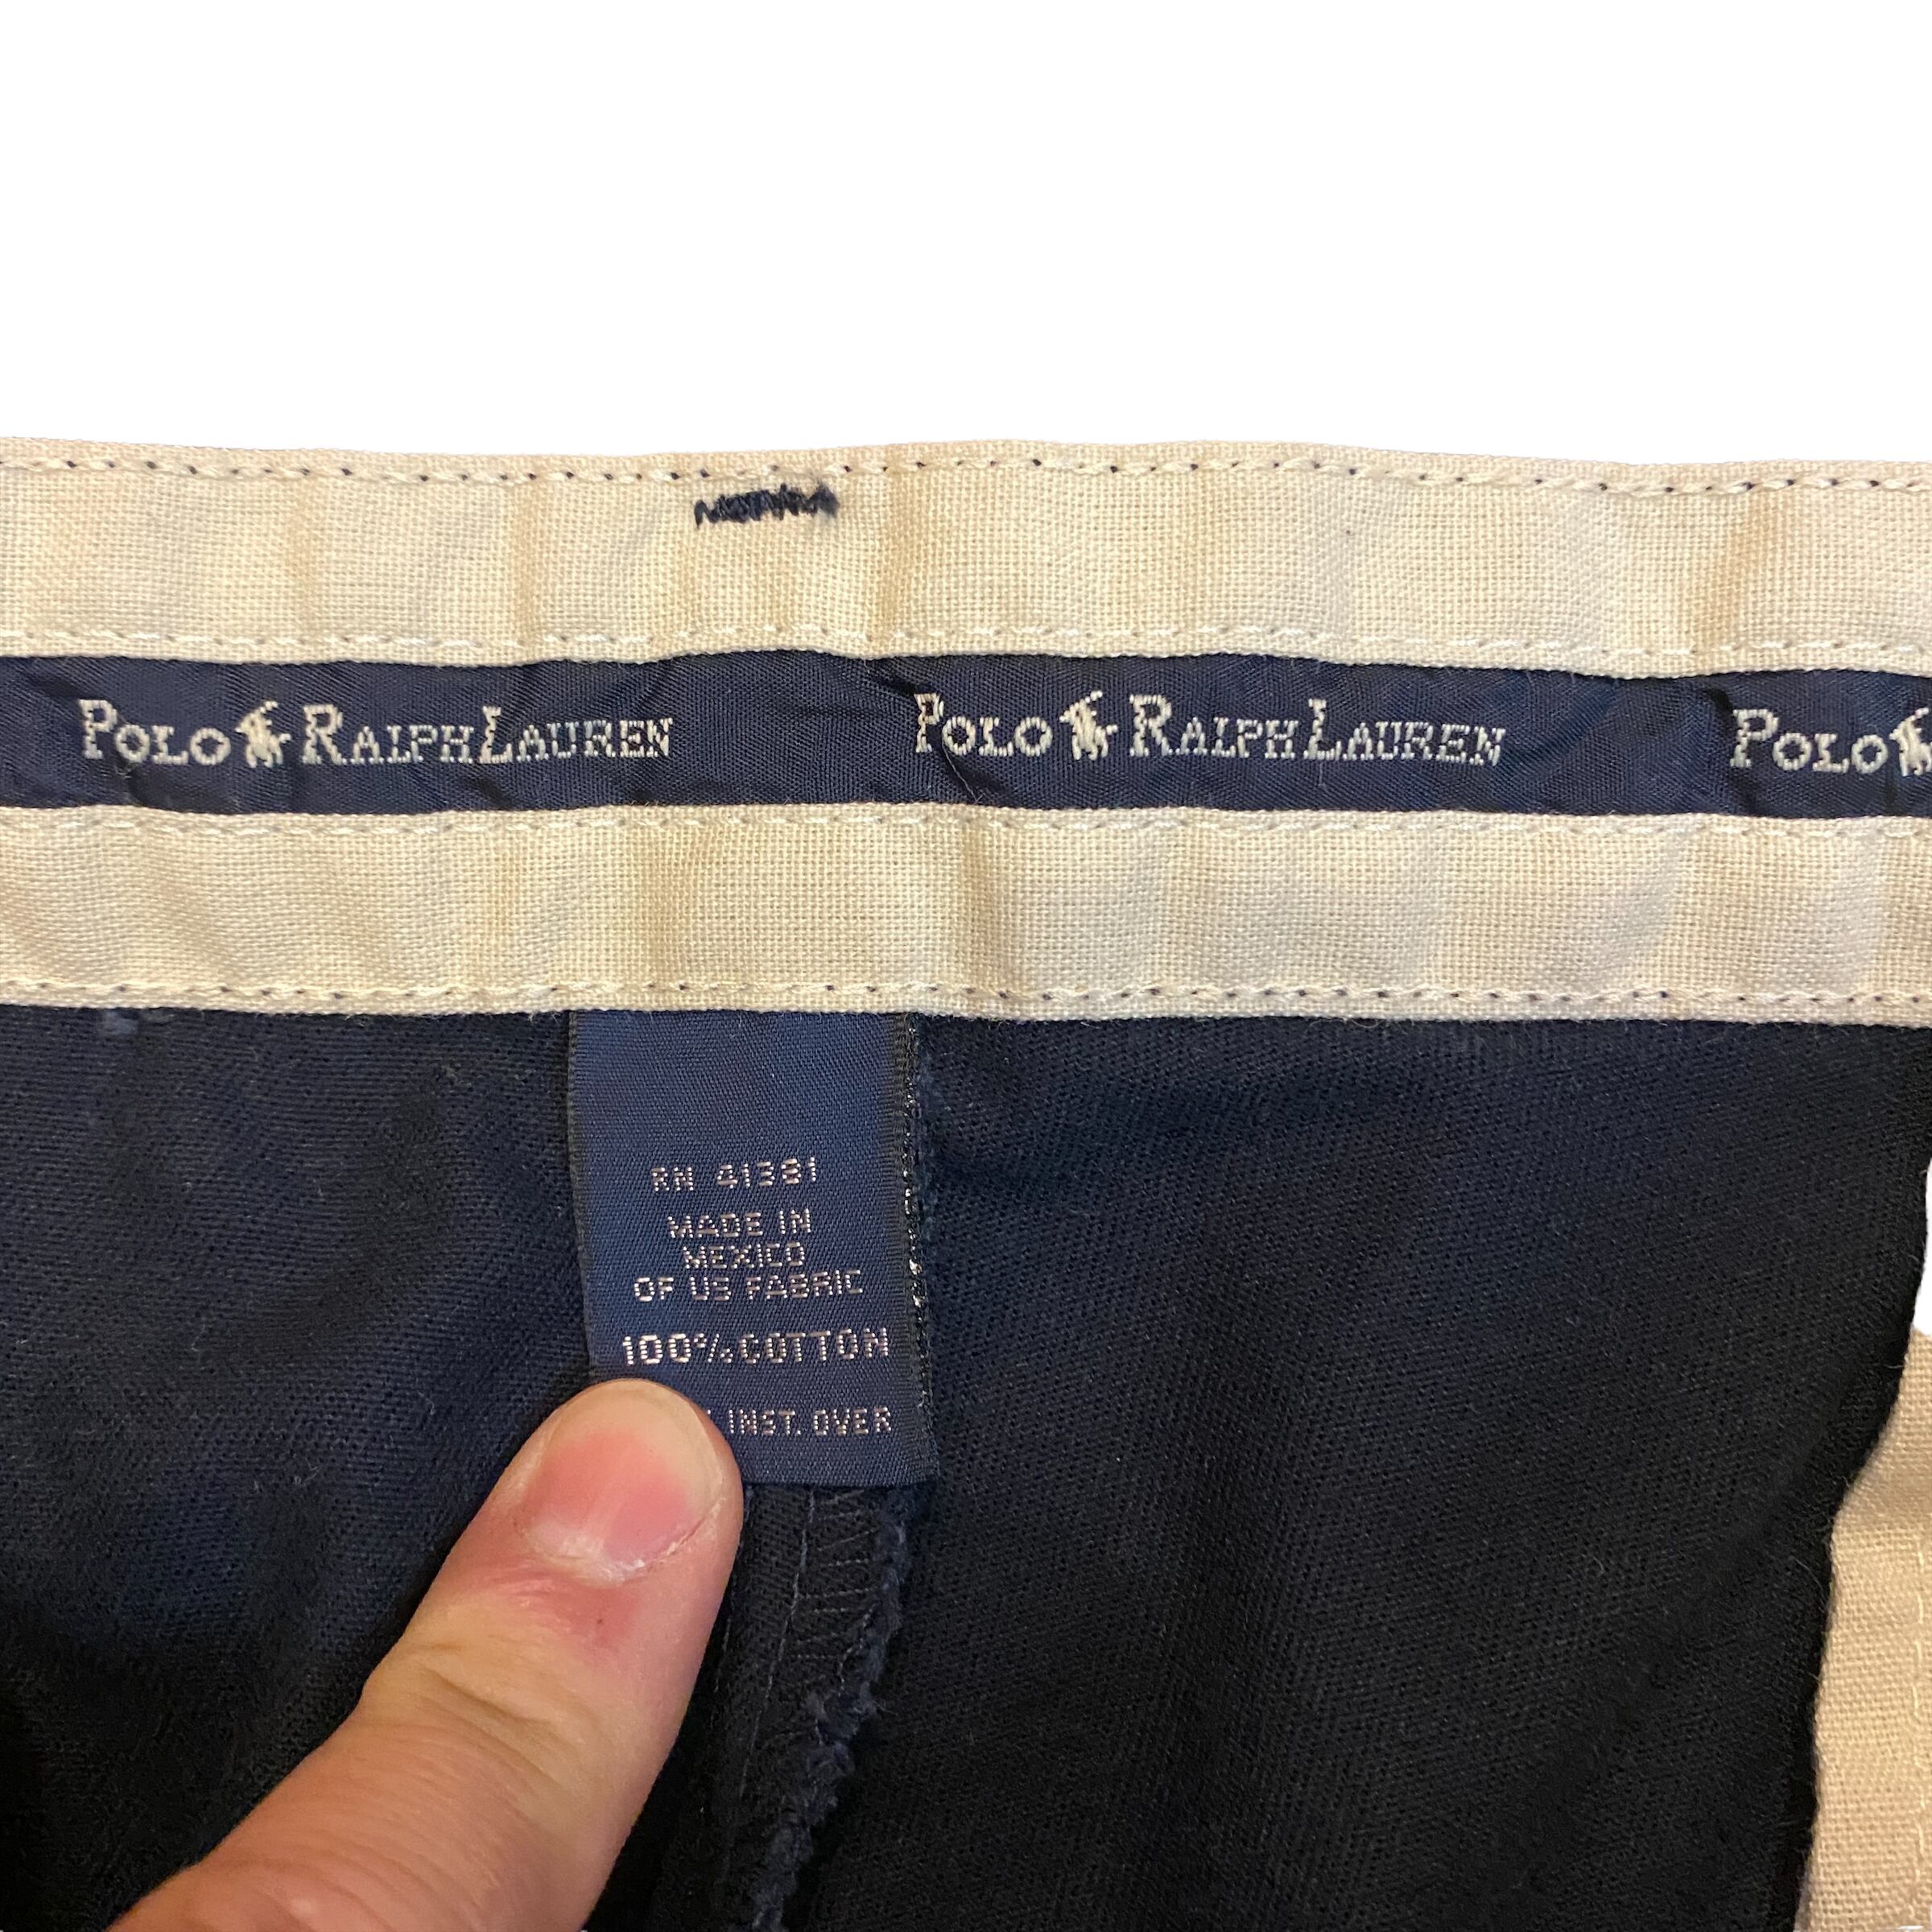 POLO RALPH LAUREN POLO RALPH LAUREN POLO
RN 41381
MADE IN
MEXICO
OF US FABRIC
100% COTTON
INST. OVER